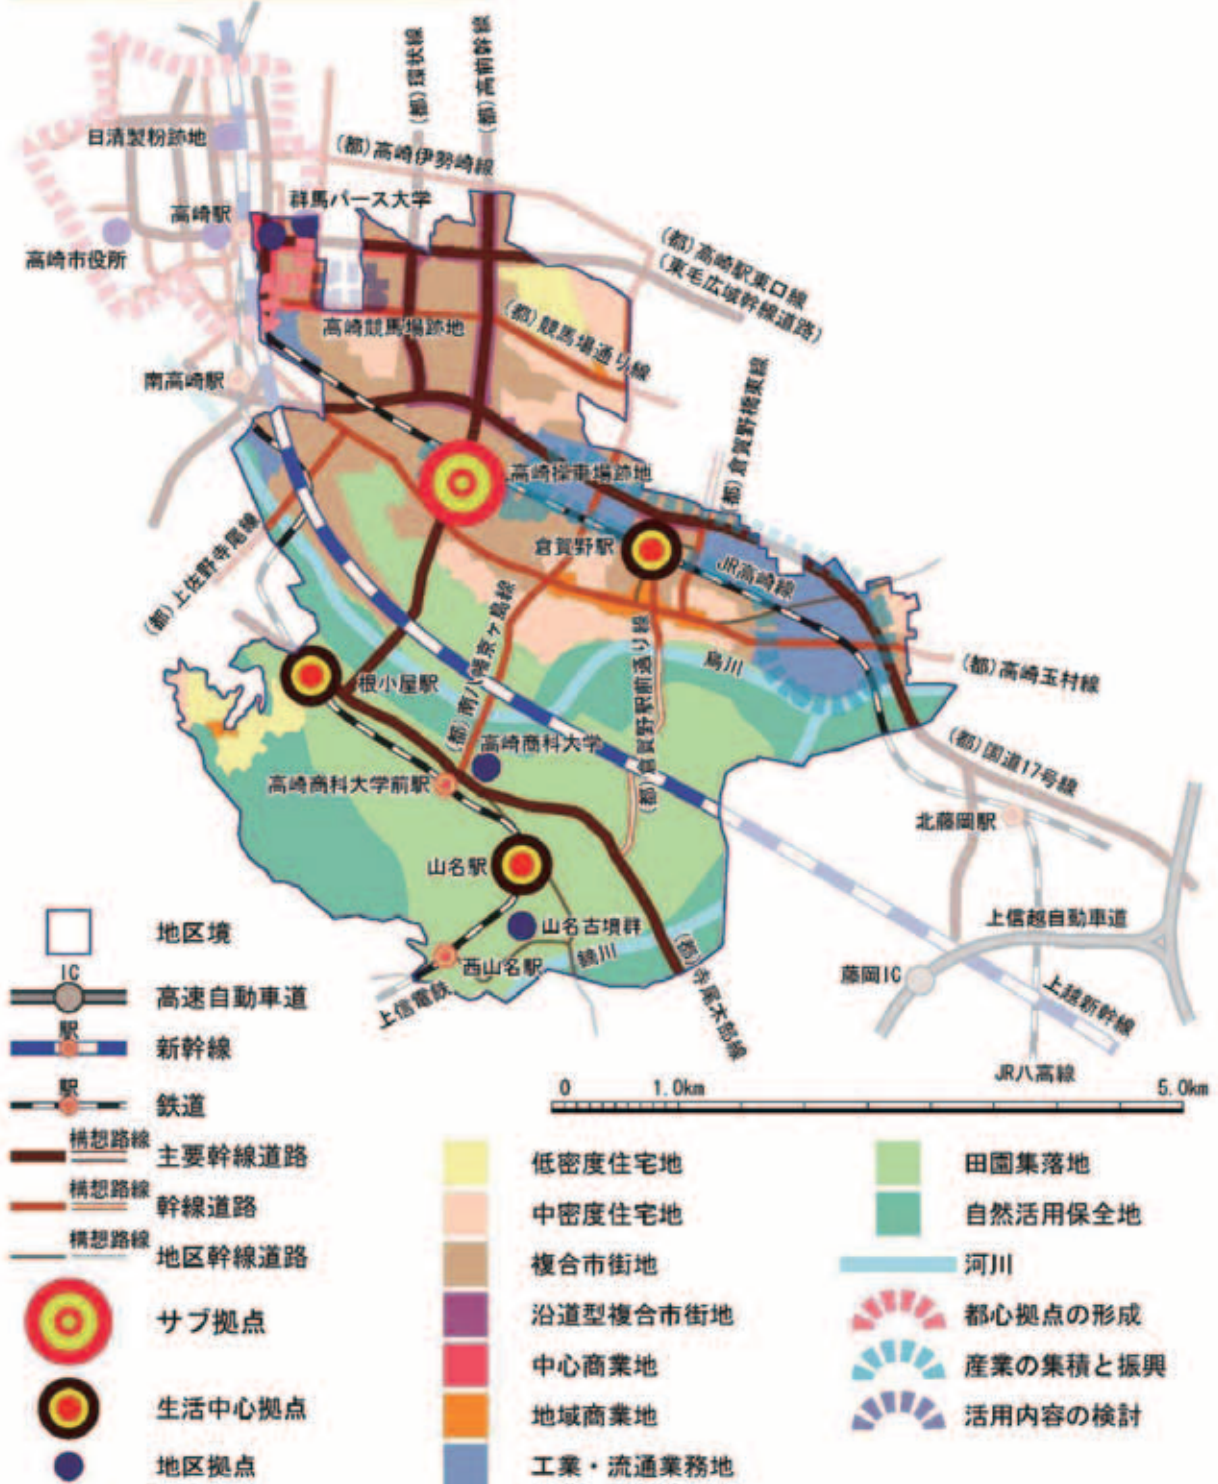 (都)環状線
(都)高前幹線
日清製粉跡地
(都)高崎伊勢崎線
群馬パース大学
高崎駅
高崎市役所
(都)高崎駅東口線
(東毛広域幹線道路)
高崎競馬場跡地
(都)競馬場通り線
南高崎駅
(都)倉賀野橋東線
高崎操車場跡地
倉賀野駅
JR高崎線
(都)上佐野寺尾線
(都)南八幡京ヶ島線
(都)倉賀野駅前通り線
烏川
(都)高崎玉村線
根小屋駅
高崎商科大学
(都)国道17号線
高崎商科大学前駅
北藤岡駅
山名駅
上信越自動車道
山名古墳群
鏑川
西山名駅
藤岡IC
(都)寺尾太郎線
上信電鉄
上越新幹線
JR八高線
0 1.0km 5.0km
地区境
IC
高速自動車道
駅
新幹線
駅
鉄道
構想路線
主要幹線道路
構想路線
幹線道路
構想路線
地区幹線道路
サブ拠点
生活中心拠点
地区拠点
低密度住宅地
中密度住宅地
複合市街地
沿道型複合市街地
中心商業地
地域商業地
工業・流通業務地
田園集落地
自然活用保全地
河川
都心拠点の形成
産業の集積と振興
活用内容の検討